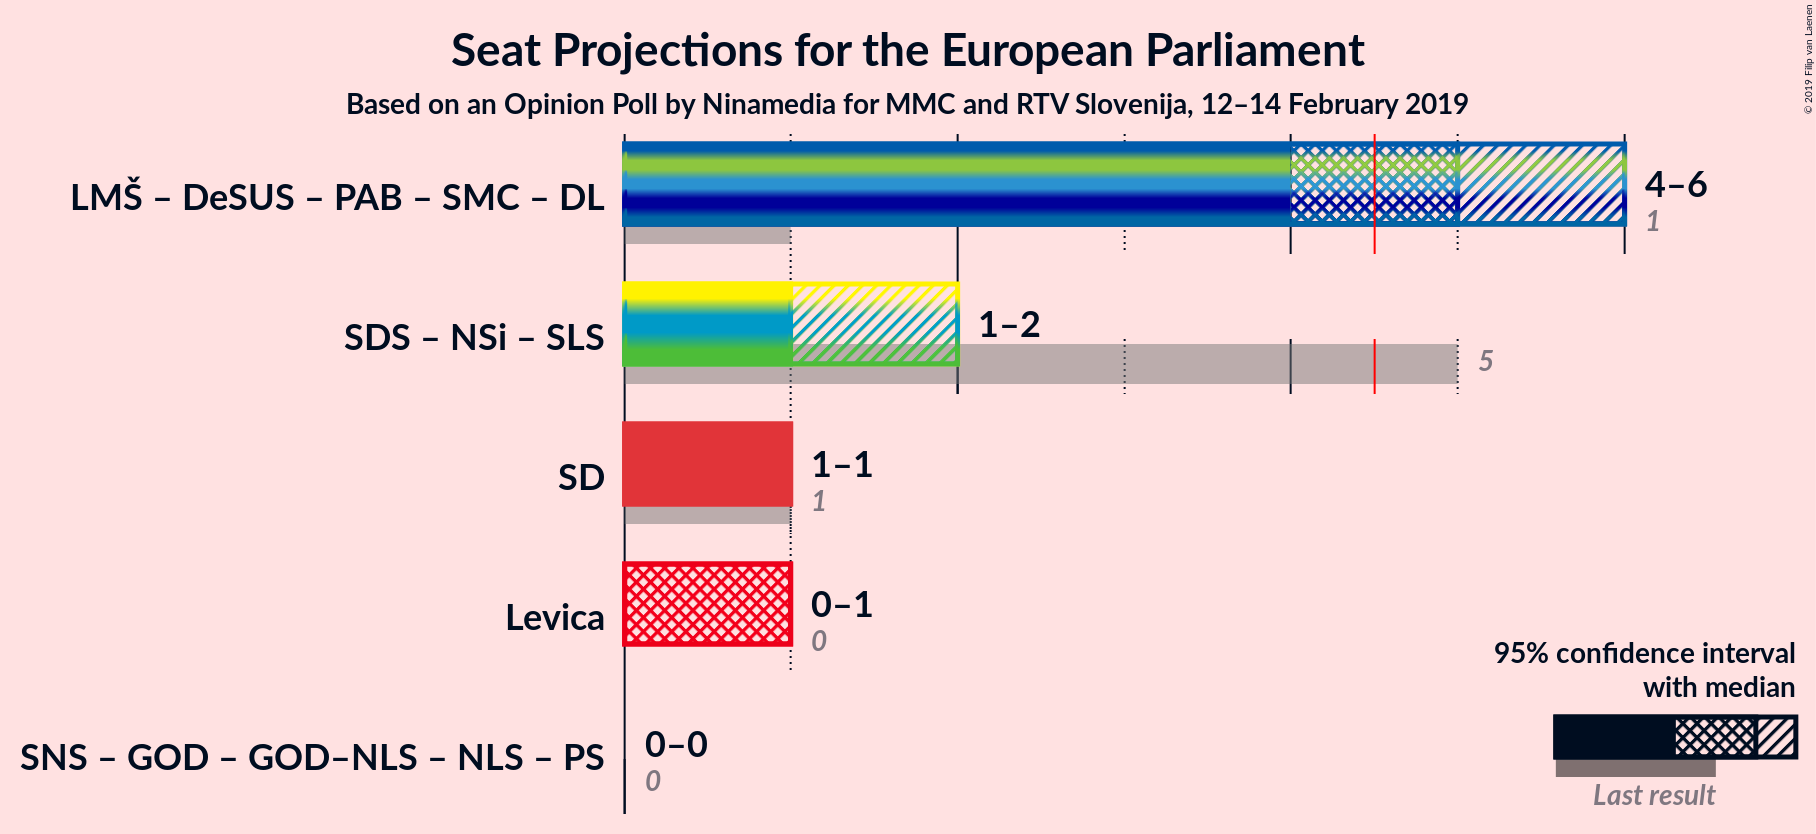 Seat Projections for the European Parliament
Based on an Opinion Poll by Ninamedia for MMC and RTV Slovenija, 12–14 February 2019
© 2019 Filip van Laenen
LMŠ – DeSUS – PAB – SMC – DL
4–6
1
SDS – NSi – SLS
1–2
5
SD
1–1
1
Levica
0–1
0
SNS – GOD – GOD–NLS – NLS – PS
0–0
0
95% confidence interval
with median
Last result